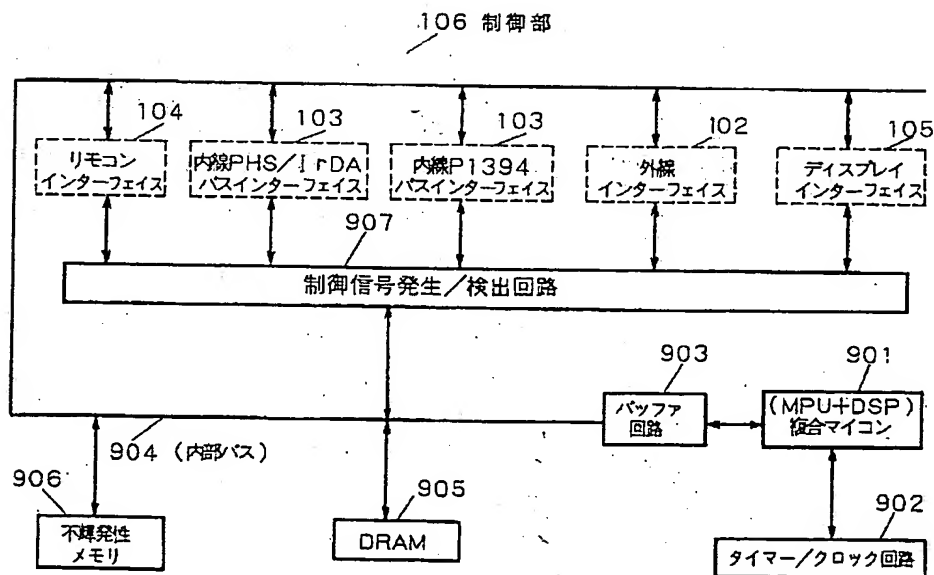 106 制御部
104
103
103
102
105
リモコン
インターフェイス
内線PHS/IrDA
バスインターフェイス
内線P1394
バスインターフェイス
外線
インターフェイス
ディスプレイ
インターフェイス
907
制御信号発生/検出回路
903
901
バッファ
回路
(MPU+DSP)
複合マイコン
904 (内部バス)
906
905
902
不輝発性
メモリ
DRAM
タイマー/クロック回路